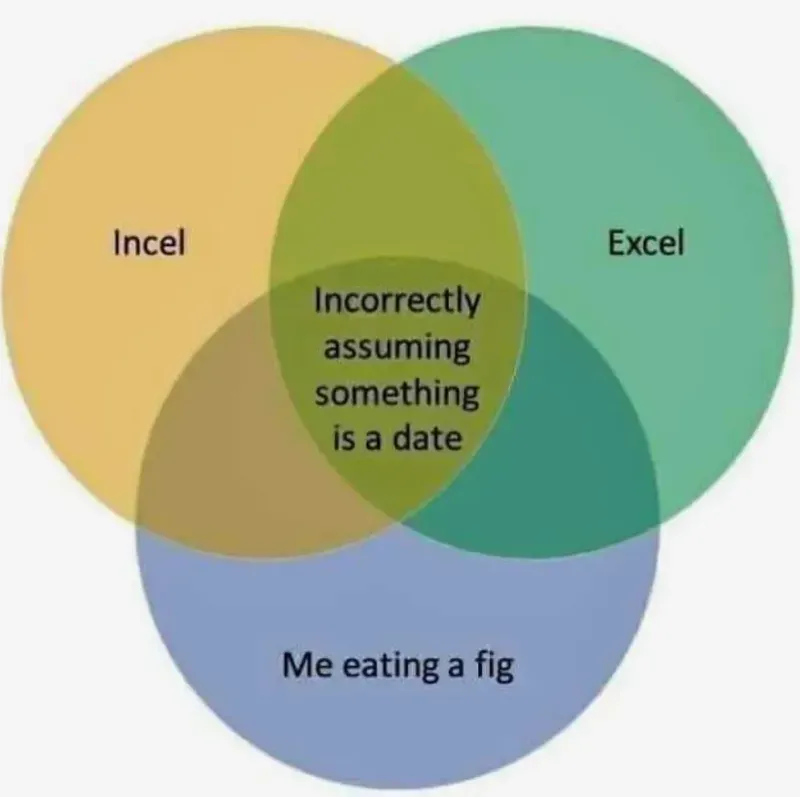 Incel
Excel
Incorrectly
assuming
something
is a date
Me eating a fig